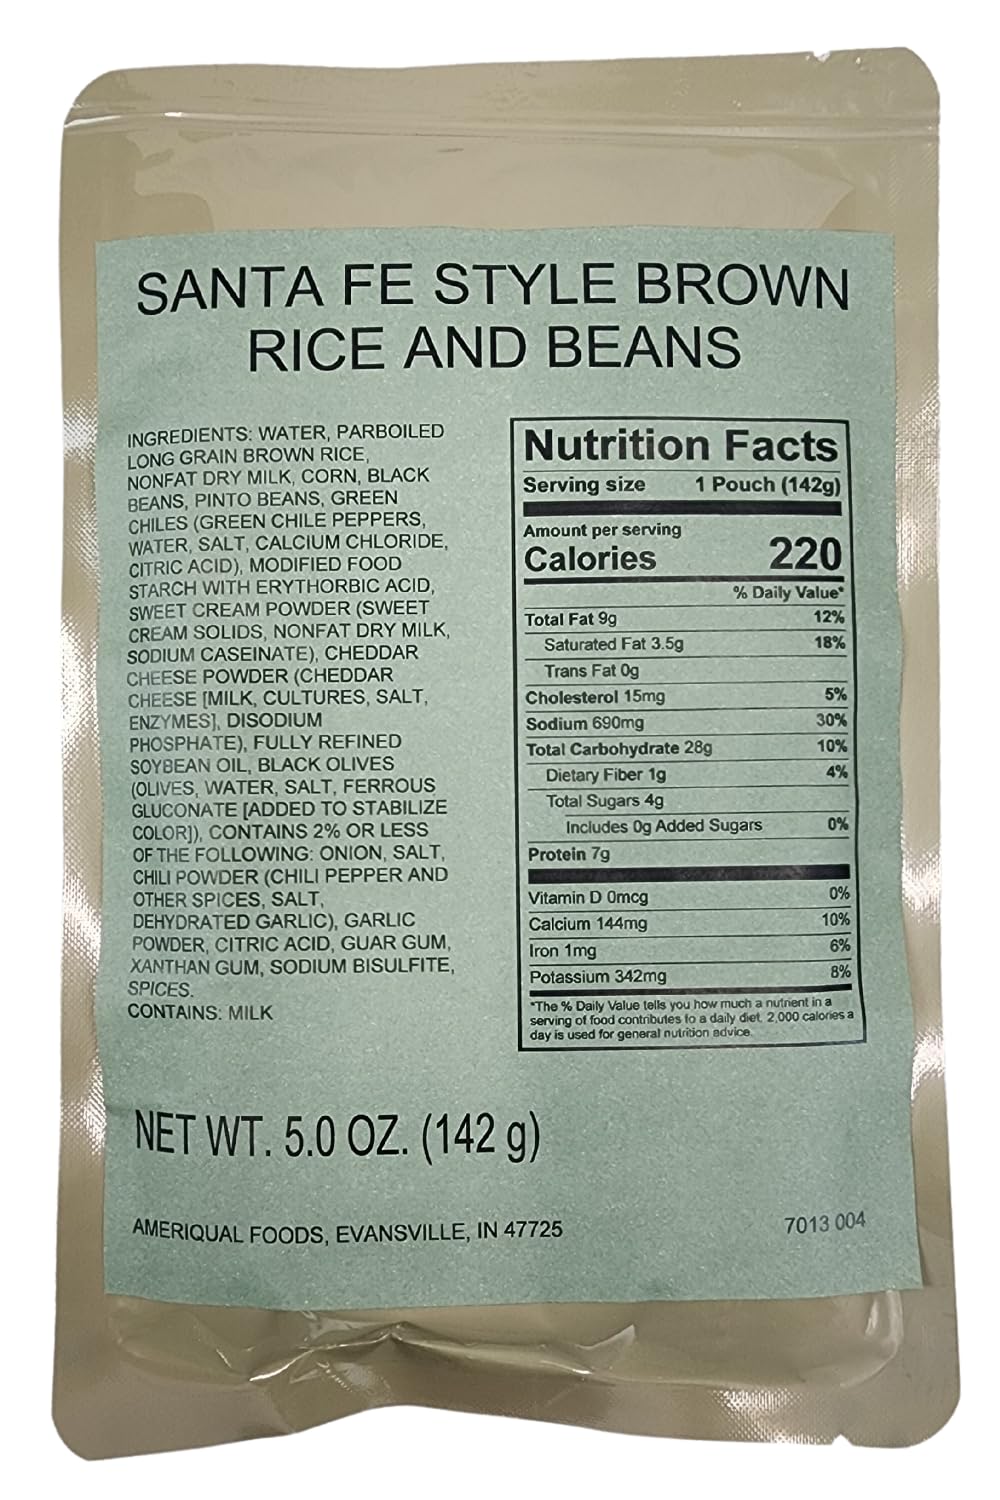 SANTA FE STYLE BROWN
RICE AND BEANS
INGREDIENTS: WATER, PARBOILED
LONG GRAIN BROWN RICE,
NONFAT DRY MILK, CORN, BLACK
BEANS, PINTO BEANS, GREEN
CHILES (GREEN CHILE PEPPERS,
WATER, SALT, CALCIUM CHLORIDE,
CITRIC ACID), MODIFIED FOOD
STARCH WITH ERYTHORBIC ACID,
SWEET CREAM POWDER (SWEET
CREAM SOLIDS, NONFAT DRY MILK,
SODIUM CASEINATE), CHEDDAR
CHEESE POWDER (CHEDDAR
CHEESE [MILK, CULTURES, SALT,
ENZYMES], DISODIUM
PHOSPHATE), FULLY REFINED
SOYBEAN OIL, BLACK OLIVES
(OLIVES, WATER, SALT, FERROUS
GLUCONATE [ADDED TO STABILIZE
COLOR]), CONTAINS 2% OR LESS
OF THE FOLLOWING: ONION, SALT,
CHILI POWDER (CHILI PEPPER AND
OTHER SPICES, SALT,
DEHYDRATED GARLIC), GARLIC
POWDER, CITRIC ACID, GUAR GUM,
XANTHAN GUM, SODIUM BISULFITE,
SPICES.
CONTAINS: MILK
Nutrition Facts
Serving size 1 Pouch (142g)
Amount per serving
Calories 220
% Daily Value*
Total Fat 9g 12%
Saturated Fat 3.5g 18%
Trans Fat 0g
Cholesterol 15mg 5%
Sodium 690mg 30%
Total Carbohydrate 28g 10%
Dietary Fiber 1g 4%
Total Sugars 4g
Includes 0g Added Sugars 0%
Protein 7g
Vitamin D 0mcg 0%
Calcium 144mg 10%
Iron 1mg 6%
Potassium 342mg 8%
*The % Daily Value tells you how much a nutrient in a
serving of food contributes to a daily diet. 2,000 calories a
day is used for general nutrition advice.
NET WT. 5.0 OZ. (142 g)
AMERIQUAL FOODS, EVANSVILLE, IN 47725
7013 004